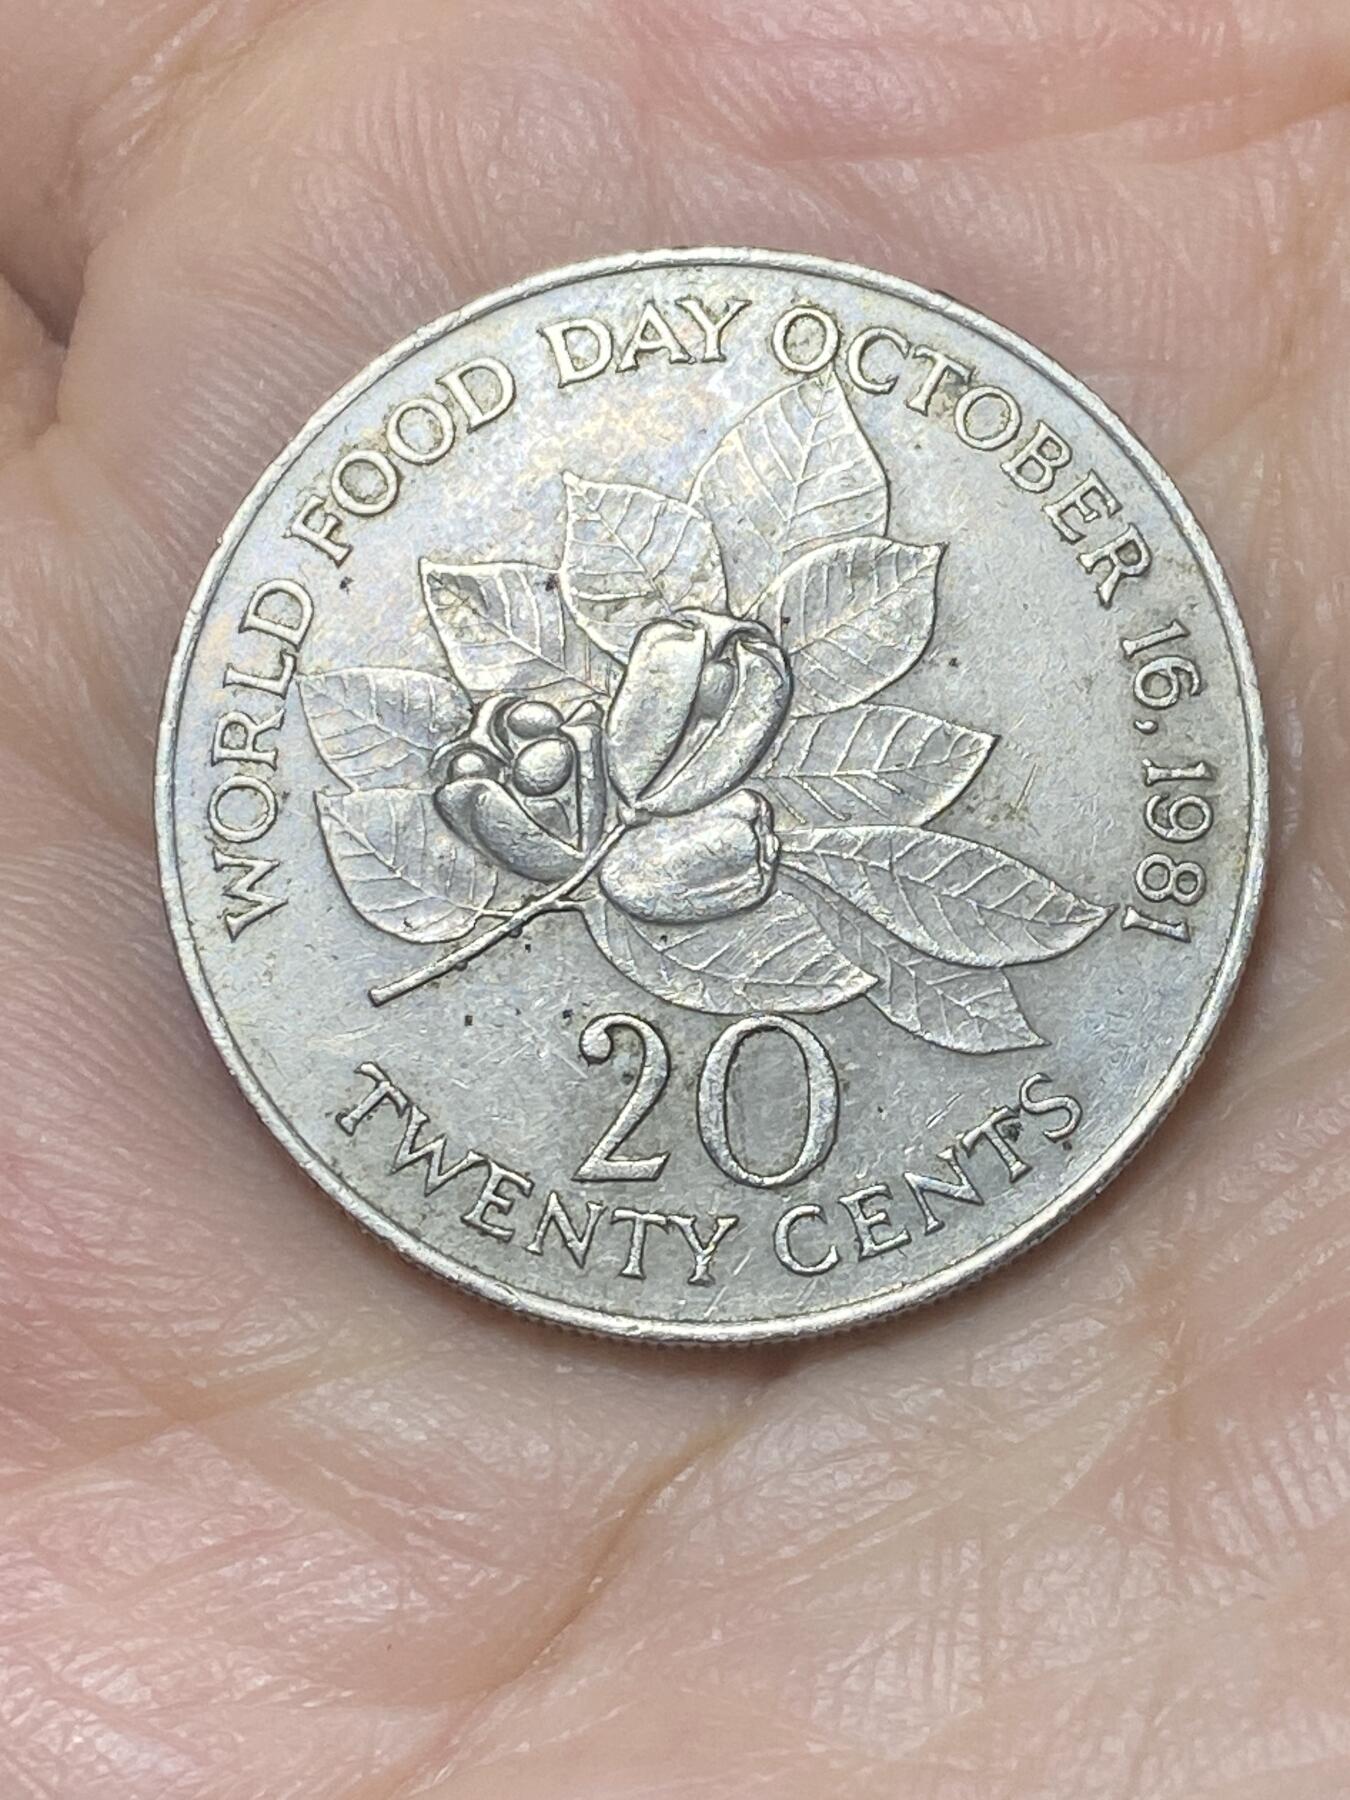 WORLD FOOD DAY OCTOBER 16, 1981
20
TWENTY CENTS